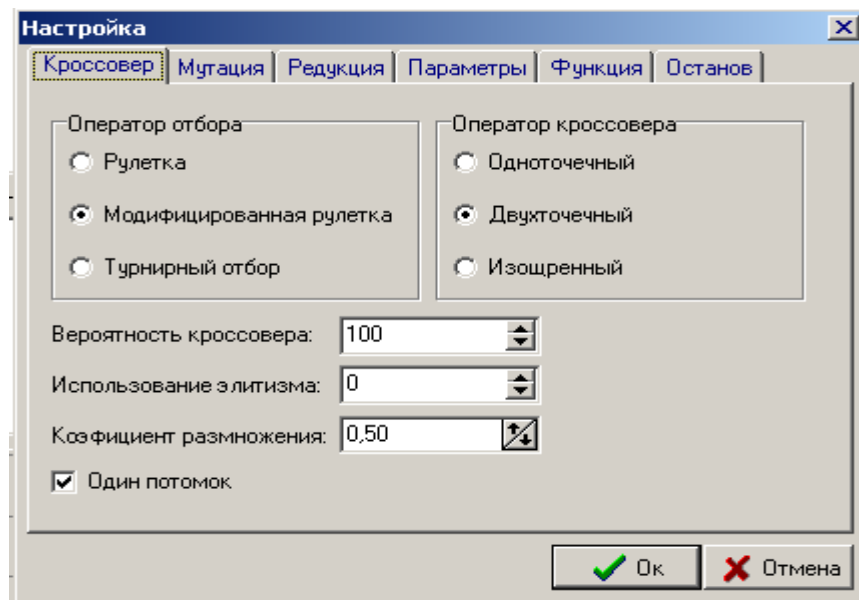 Настройка
Кроссовер Мутация Редукция Параметры Функция Останов
Оператор отбора
Рулетка
Модифицированная рулетка
Турнирный отбор
Оператор кроссовера
Одноточечный
Двухточечный
Изощренный
Вероятность кроссовера: 100
Использование элитизма: 0
Коэфициент размножения: 0,50
Один потомок
Ок Отмена